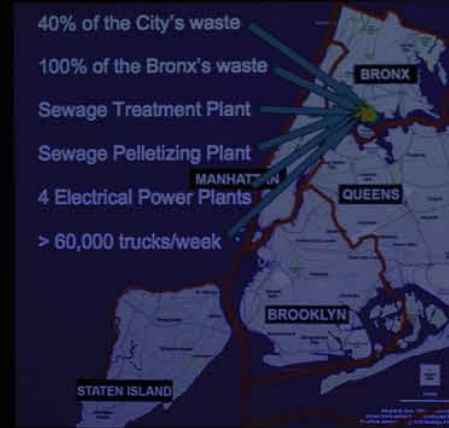 40% of the City's waste
100% of the Bronx's waste
Sewage Treatment Plant
Sewage Pelletizing Plant
4 Electrical Power Plants
> 60,000 trucks/week
BRONX
MANHATTAN
QUEENS
BROOKLYN
STATEN ISLAND